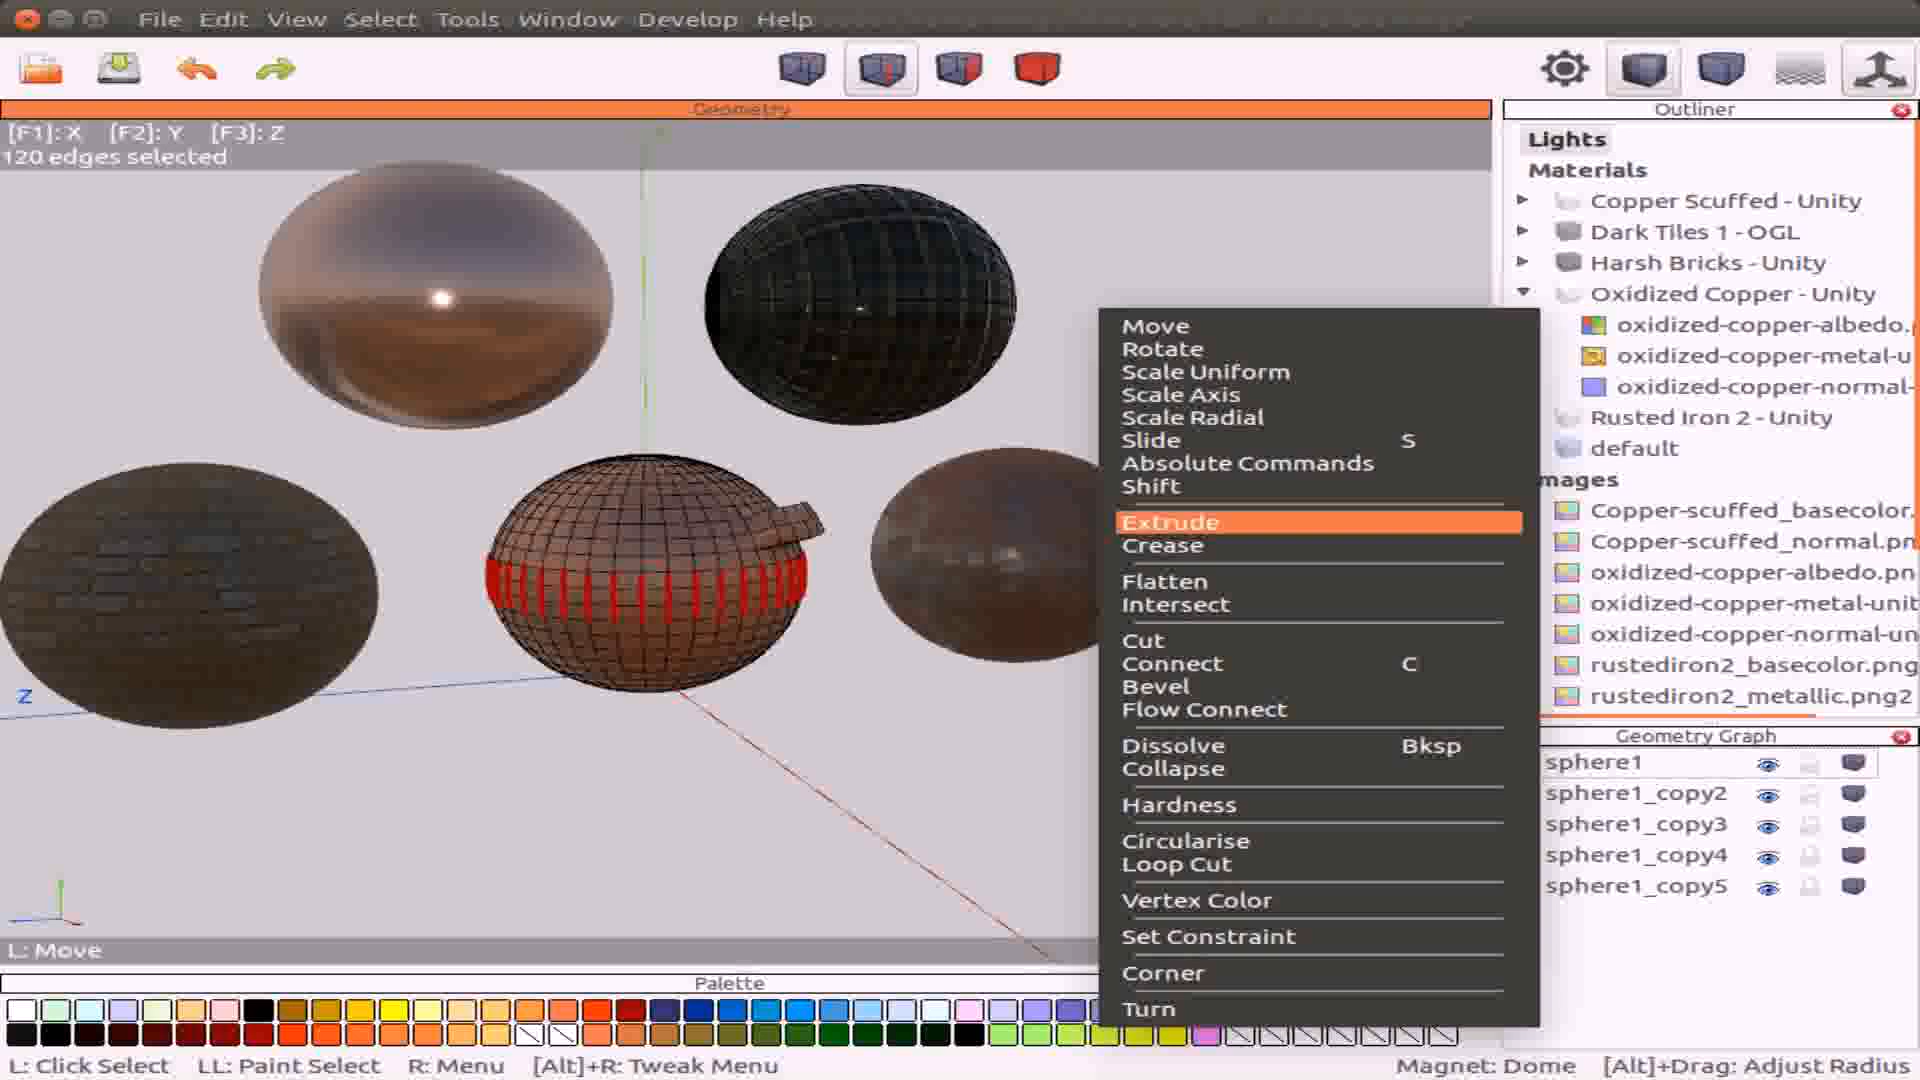 File Edit View Select Tools Window Develop Help
Geometry
[F1]: X [F2]: Y [F3]: Z
120 edges selected
Z
L: Move
Move
Rotate
Scale Uniform
Scale Axis
Scale Radial
Slide S
Absolute Commands
Shift
Extrude
Crease
Flatten
Intersect
Cut
Connect C
Bevel
Flow Connect
Dissolve Bksp
Collapse
Hardness
Circularise
Loop Cut
Vertex Color
Set Constraint
Corner
Turn
Outliner
Lights
Materials
Copper Scuffed - Unity
Dark Tiles 1 - OGL
Harsh Bricks - Unity
Oxidized Copper - Unity
oxidized-copper-albedo.
oxidized-copper-metal-u
oxidized-copper-normal-
Rusted Iron 2 - Unity
default
mages
Copper-scuffed_basecolor.
Copper-scuffed_normal.pn
oxidized-copper-albedo.pn
oxidized-copper-metal-unit
oxidized-copper-normal-un
rustediron2_basecolor.png
rustediron2_metallic.png2
Geometry Graph
sphere1
sphere1_copy2
sphere1_copy3
sphere1_copy4
sphere1_copy5
Palette
L: Click Select LL: Paint Select R: Menu [Alt]+R: Tweak Menu
Magnet: Dome [Alt]+Drag: Adjust Radius